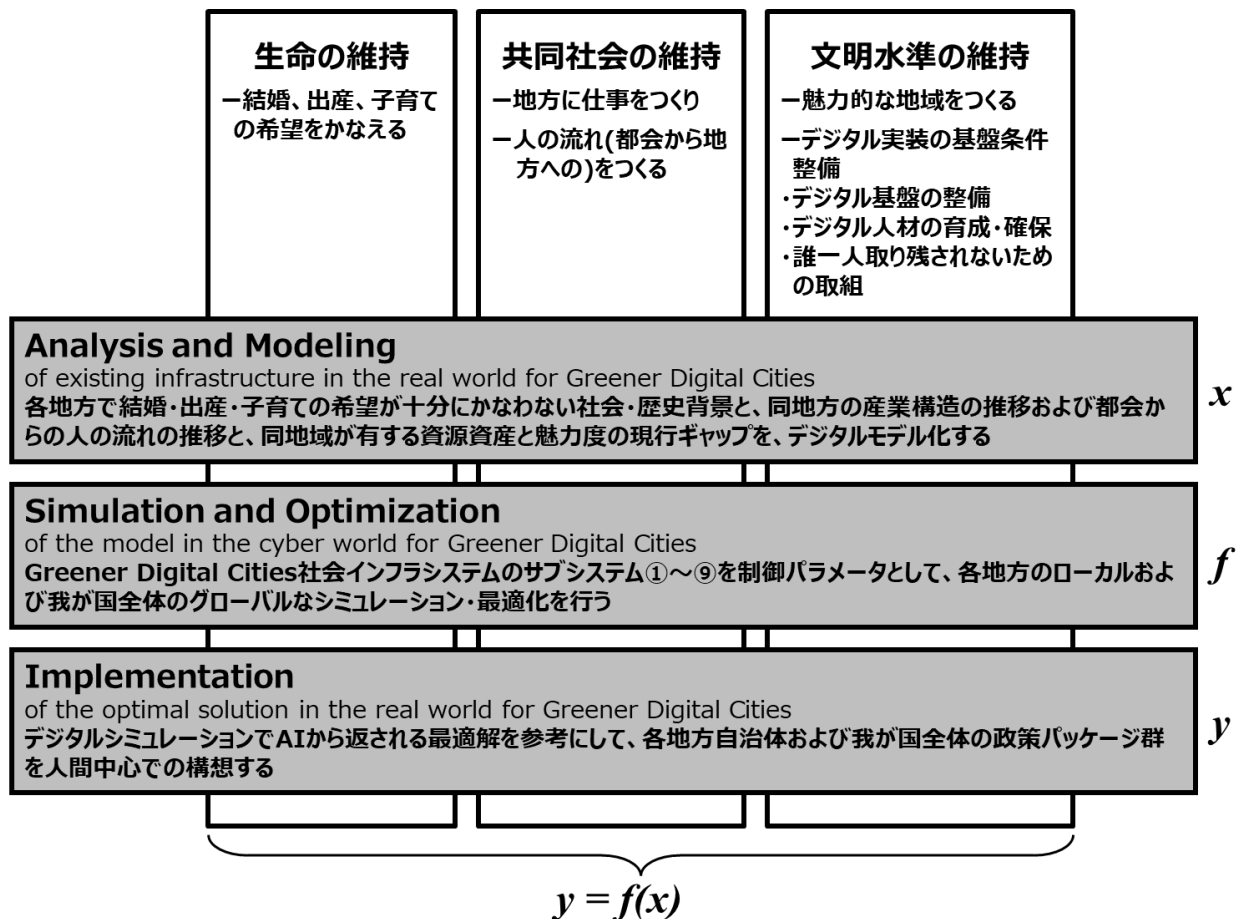 生命の維持
ー結婚、出産、子育て
の希望をかなえる
共同社会の維持
ー地方に仕事をつくり
ー人の流れ(都会から地
方への)をつくる
文明水準の維持
ー魅力的な地域をつくる
ーデジタル実装の基盤条件
整備
・デジタル基盤の整備
・デジタル人材の育成・確保
・誰一人取り残されないため
の取組
Analysis and Modeling
of existing infrastructure in the real world for Greener Digital Cities
各地方で結婚・出産・子育ての希望が十分にかなわない社会・歴史背景と、同地方の産業構造の推移および都会か
らの人の流れの推移と、同地域が有する資源資産と魅力度の現行ギャップを、デジタルモデル化する
x
Simulation and Optimization
of the model in the cyber world for Greener Digital Cities
Greener Digital Cities社会インフラシステムのサブシステム①～⑨を制御パラメータとして、各地方のローカルおよ
び我が国全体のグローバルなシミュレーション・最適化を行う
f
Implementation
of the optimal solution in the real world for Greener Digital Cities
デジタルシミュレーションでAIから返される最適解を参考にして、各地方自治体および我が国全体の政策パッケージ群
を人間中心での構想する
y
y = f(x)